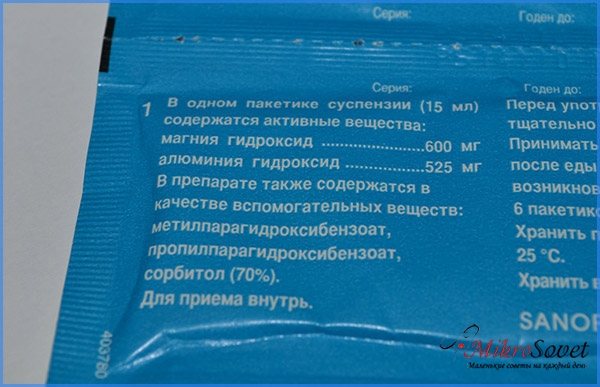 Серия: Годен до:
Серия: Годен до:
1 В одном пакетике суспензии (15 мл)
содержатся активные вещества:
магния гидроксид ........................600 мг
алюминия гидроксид ...................525 мг
В препарате также содержатся в
качестве вспомогательных веществ:
метилпарагидроксибензоат,
пропилпарагидроксибензоат,
сорбитол (70%).
Для приема внутрь.
Перед упот
тщательно
Принимать
после еды
возникнов
6 пакетико
Хранить п
25 °C.
Хранить в
SANOF
403760
MikroSovet
Маленькие советы на каждый день